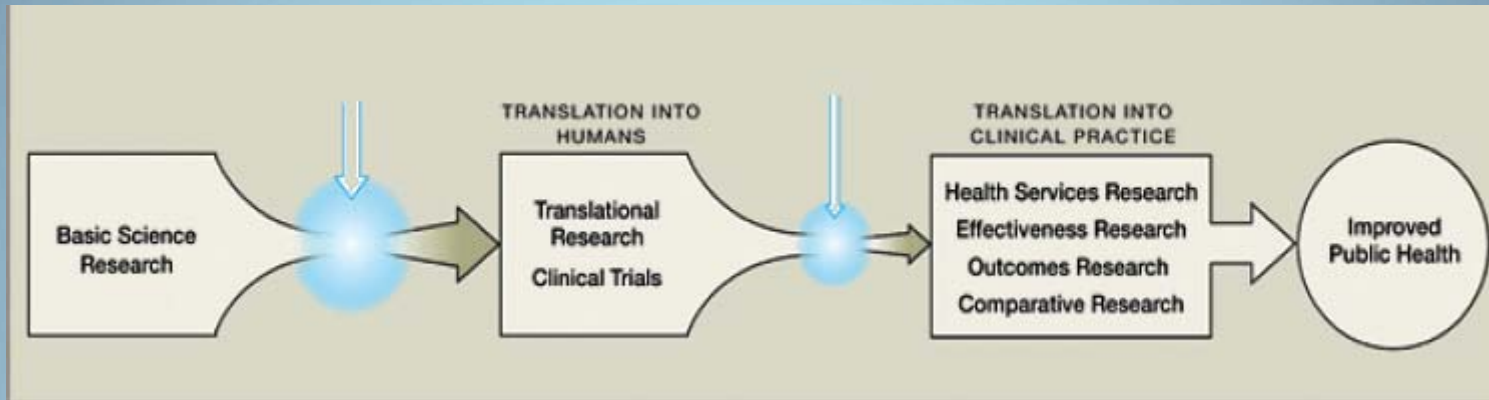 Basic Science
Research
TRANSLATION INTO
HUMANS
Translational
Research
Clinical Trials
TRANSLATION INTO
CLINICAL PRACTICE
Health Services Research
Effectiveness Research
Outcomes Research
Comparative Research
Improved
Public Health